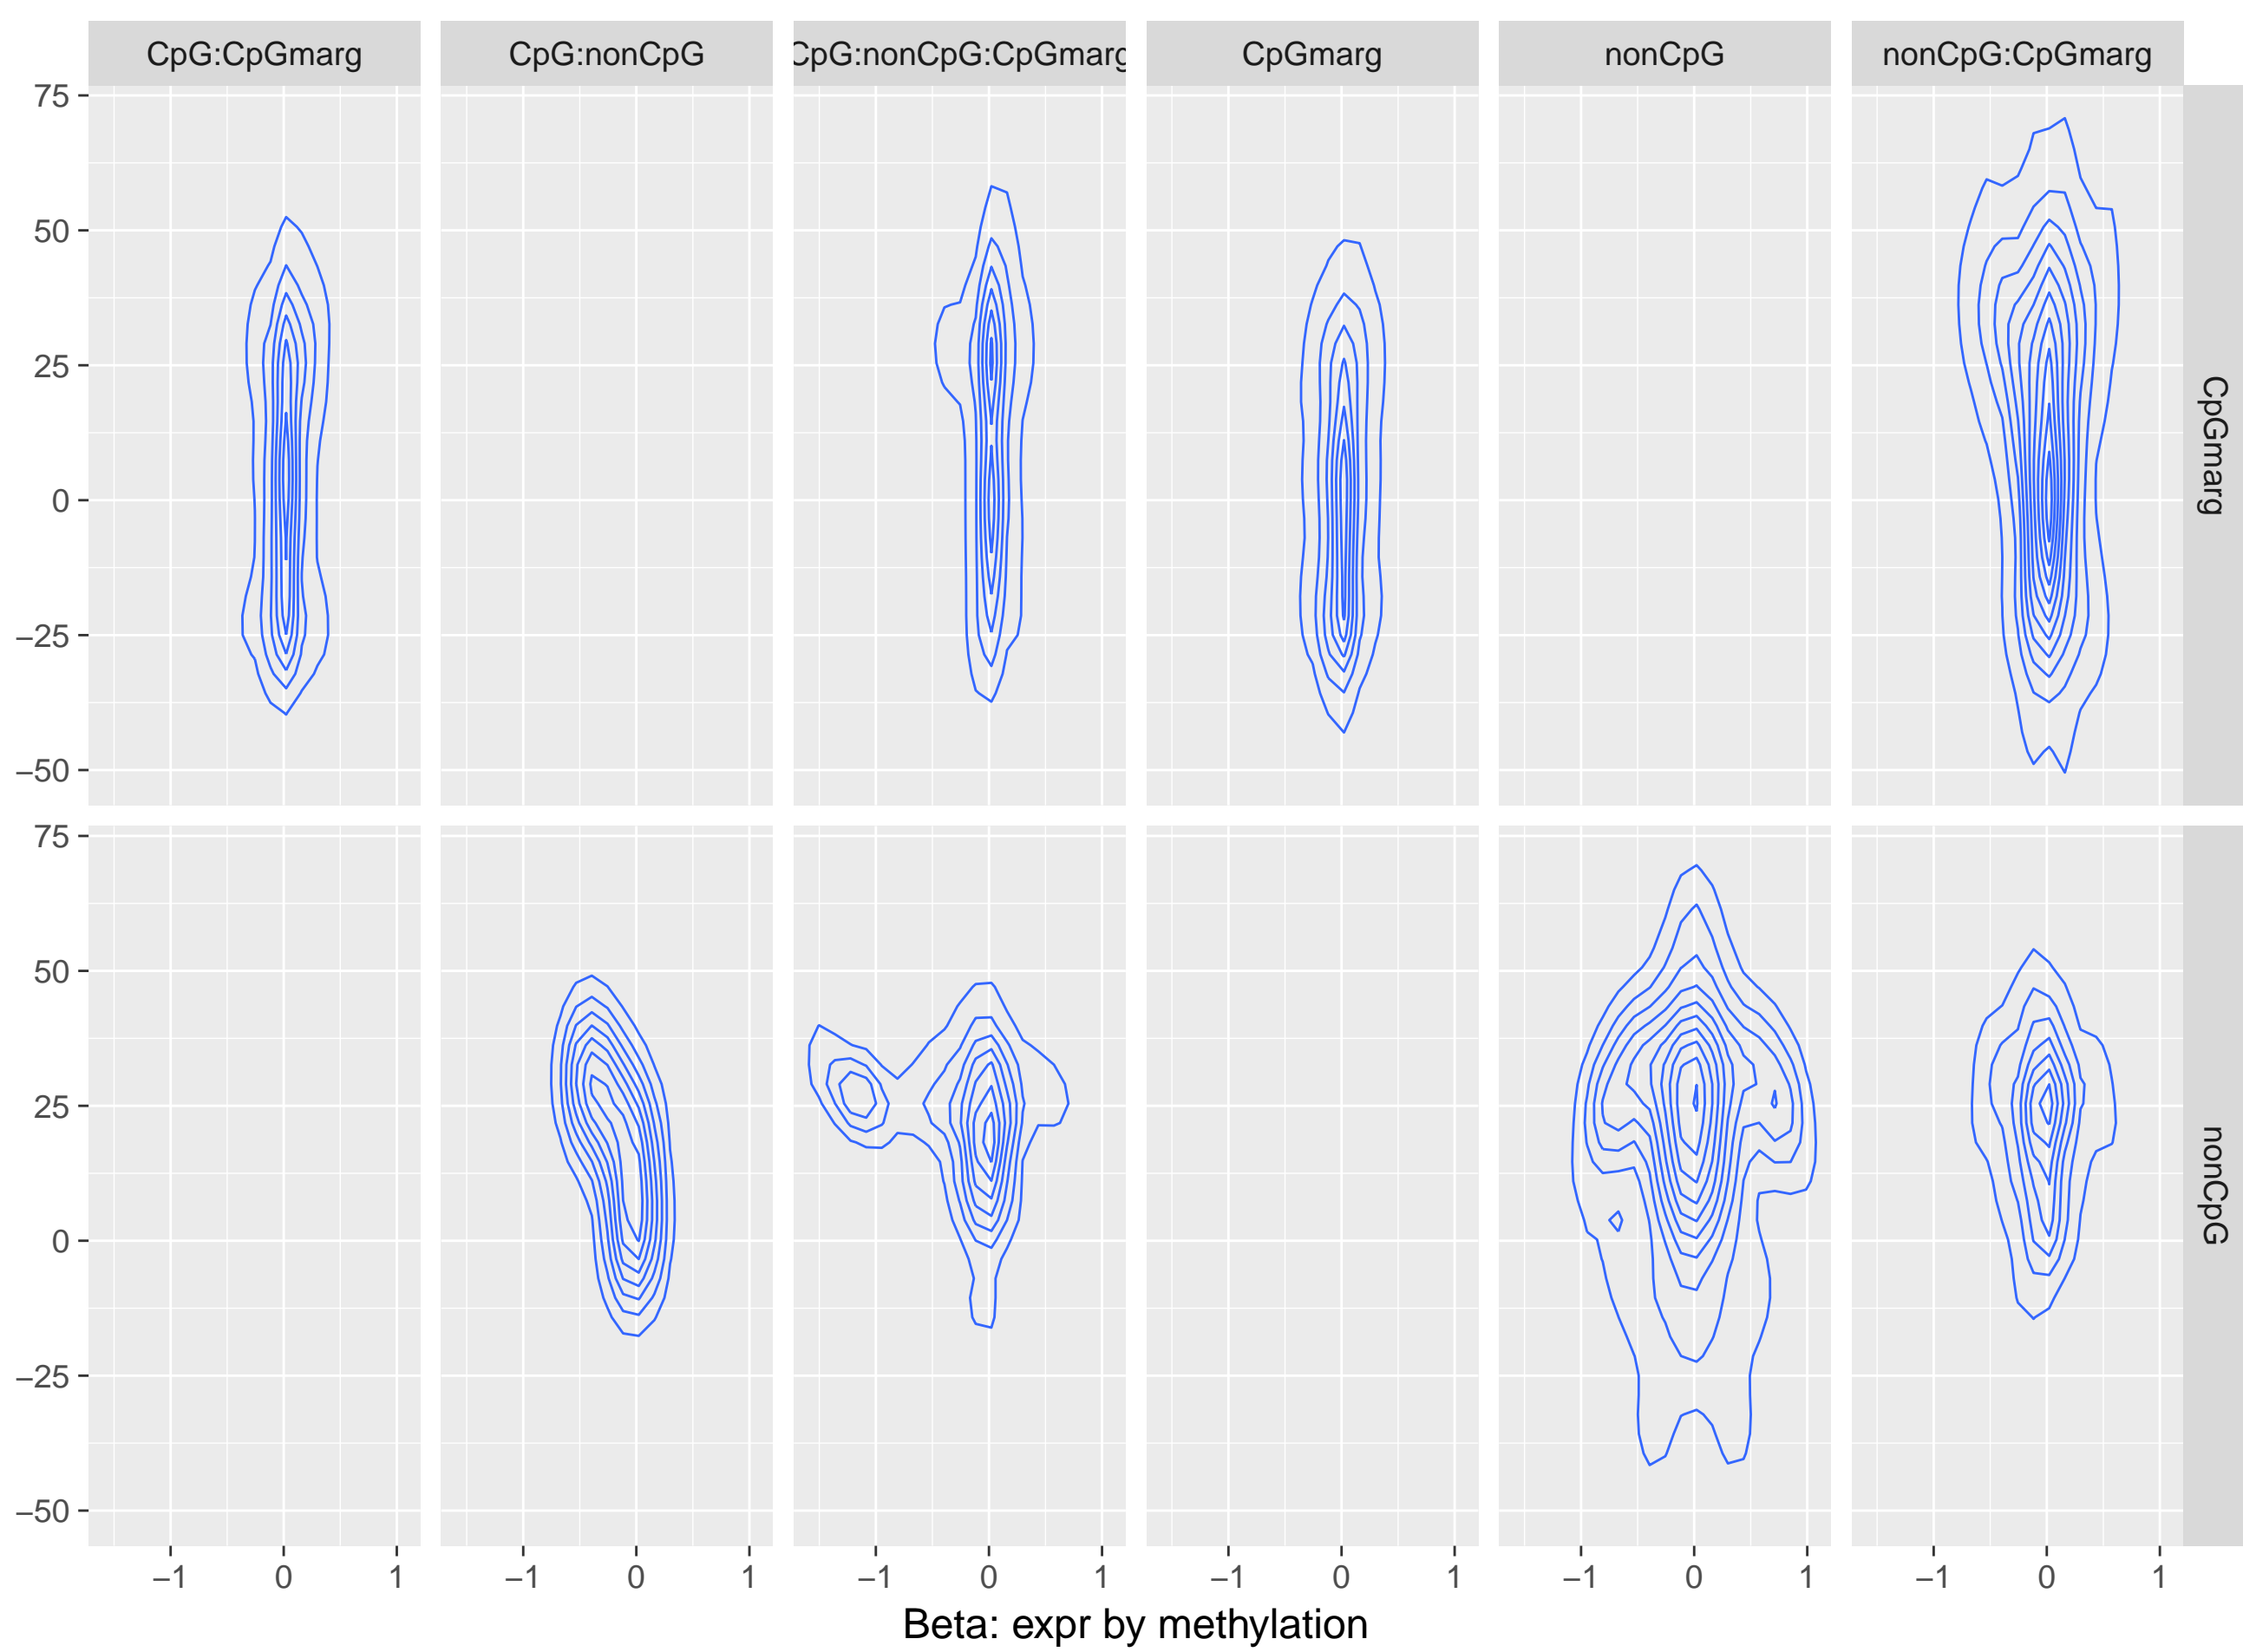 CpG:CpGmarg
CpG:nonCpG
CpG:nonCpG:CpGmarg
CpGmarg
nonCpG
nonCpG:CpGmarg
75
50
25
0
−25
−50
CpGmarg
75
50
25
0
−25
−50
nonCpG
−1 0 1
−1 0 1
−1 0 1
−1 0 1
−1 0 1
−1 0 1
Beta: expr by methylation